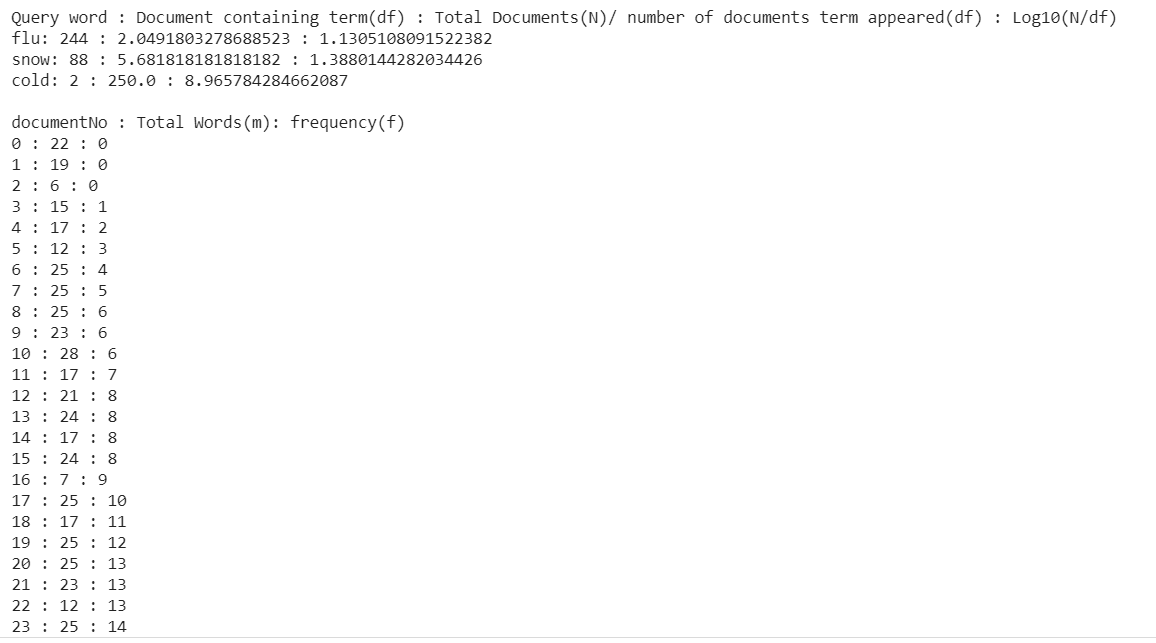 Query word : Document containing term(df) : Total Documents(N)/ number of documents term appeared(df) : Log10(N/df)
flu: 244 : 2.0491803278688523 : 1.1305108091522382
snow: 88 : 5.681818181818182 : 1.3880144282034426
cold: 2 : 250.0 : 8.965784284662087
documentNo : Total Words(m): frequency(f)
0 : 22 : 0
1 : 19 : 0
2 : 6 : 0
3 : 15 : 1
4 : 17 : 2
5 : 12 : 3
6 : 25 : 4
7 : 25 : 5
8 : 25 : 6
9 : 23 : 6
10 : 28 : 6
11 : 17 : 7
12 : 21 : 8
13 : 24 : 8
14 : 17 : 8
15 : 24 : 8
16 : 7 : 9
17 : 25 : 10
18 : 17 : 11
19 : 25 : 12
20 : 25 : 13
21 : 23 : 13
22 : 12 : 13
23 : 25 : 14